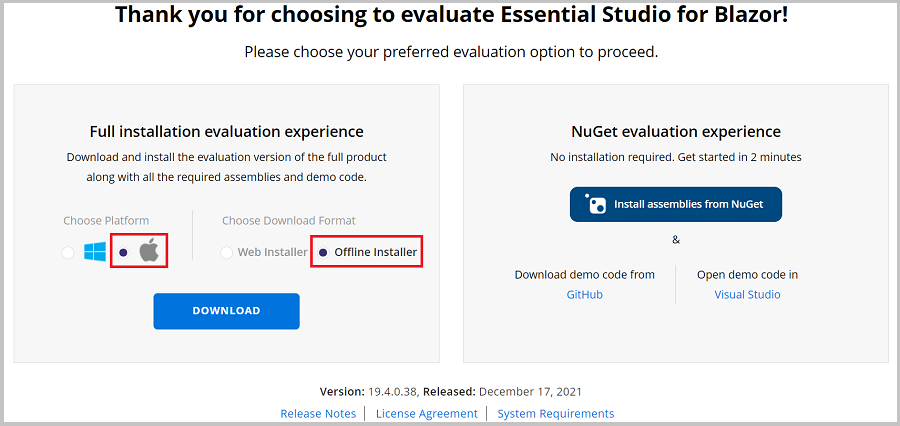 Thank you for choosing to evaluate Essential Studio for Blazor!
Please choose your preferred evaluation option to proceed.
Full installation evaluation experience
Download and install the evaluation version of the full product
along with all the required assemblies and demo code.
Choose Platform
Choose Download Format
Web Installer
Offline Installer
DOWNLOAD
NuGet evaluation experience
No installation required. Get started in 2 minutes
Install assemblies from NuGet
&
Download demo code from
GitHub
Open demo code in
Visual Studio
Version: 19.4.0.38, Released: December 17, 2021
Release Notes | License Agreement | System Requirements